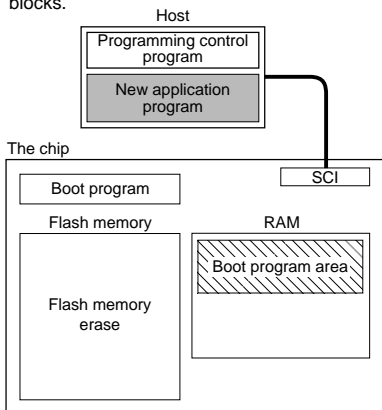 blocks.
Host
Programming control
program
New application
program
The chip
SCI
Boot program
Flash memory
RAM
Boot program area
Flash memory
erase